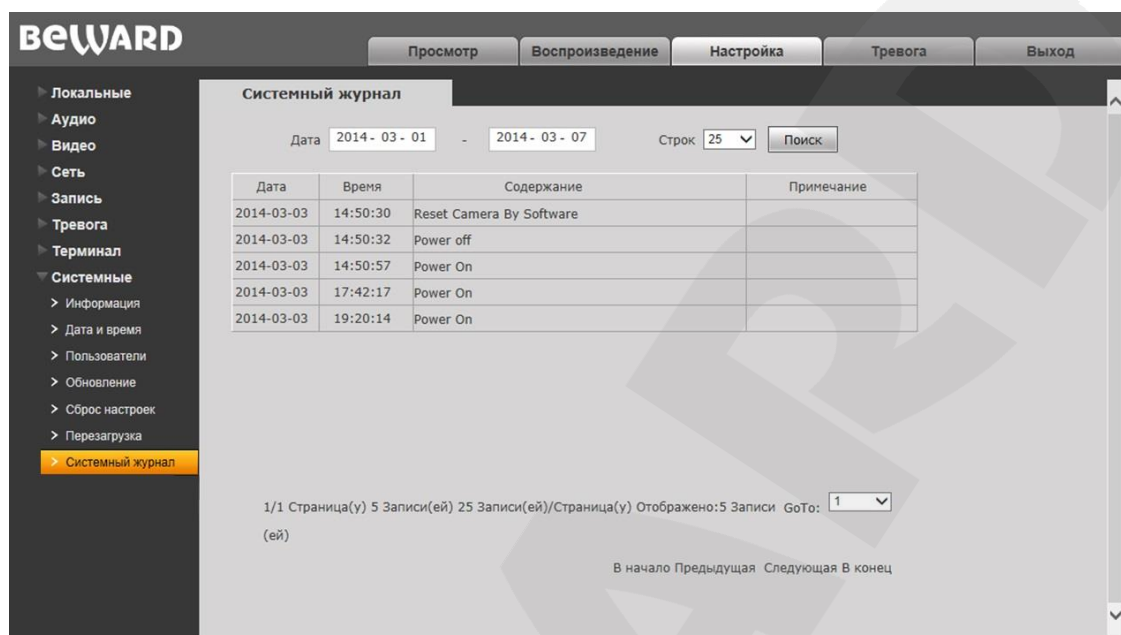 BEWARD
Просмотр Воспроизведение Настройка Тревога Выход
Локальные
Аудио
Видео
Сеть
Запись
Тревога
Терминал
Системные
Информация
Дата и время
Пользователи
Обновление
Сброс настроек
Перезагрузка
Системный журнал
Системный журнал
Дата 2014 - 03 - 01 - 2014 - 03 - 07 Строк 25 Поиск
Дата Время Содержание Примечание
2014-03-03 14:50:30 Reset Camera By Software
2014-03-03 14:50:32 Power off
2014-03-03 14:50:57 Power On
2014-03-03 17:42:17 Power On
2014-03-03 19:20:14 Power On
1/1 Страница(у) 5 Записи(ей) 25 Записи(ей)/Страница(у) Отображено:5 Записи GoTo: 1
(ей)
В начало Предыдущая Следующая В конец